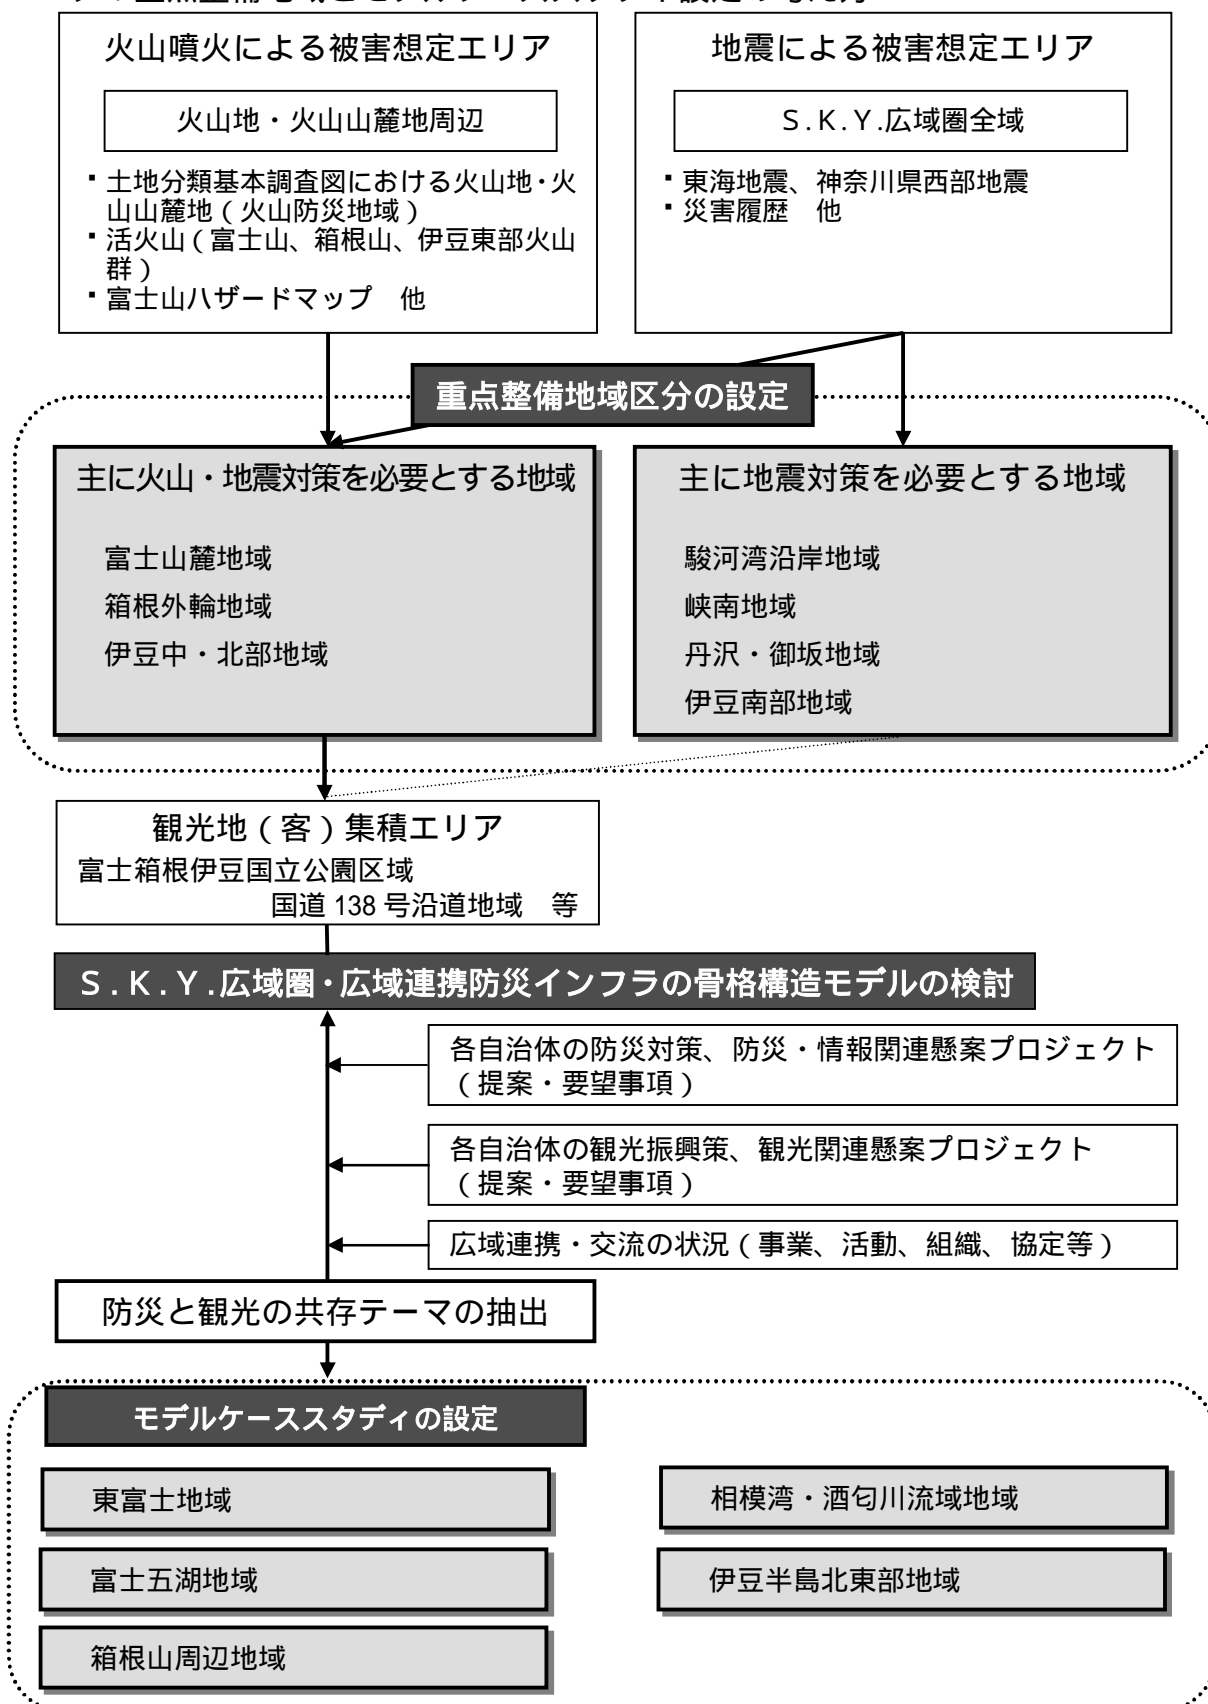 火山噴火による被害想定エリア
火山地・火山山麓地周辺
▪土地分類基本調査図における火山地・火
山山麓地(火山防災地域)
▪活火山(富士山、箱根山、伊豆東部火山
群)
▪富士山ハザードマップ　他
地震による被害想定エリア
S.K.Y.広域圏全域
▪東海地震、神奈川県西部地震
▪災害履歴　他
重点整備地域区分の設定
主に火山・地震対策を必要とする地域
富士山麓地域
箱根外輪地域
伊豆中・北部地域
主に地震対策を必要とする地域
駿河湾沿岸地域
峡南地域
丹沢・御坂地域
伊豆南部地域
観光地(客)集積エリア
富士箱根伊豆国立公園区域
国道 138 号沿道地域　等
S.K.Y.広域圏・広域連携防災インフラの骨格構造モデルの検討
各自治体の防災対策、防災・情報関連懸案プロジェクト
(提案・要望事項)
各自治体の観光振興策、観光関連懸案プロジェクト
(提案・要望事項)
広域連携・交流の状況(事業、活動、組織、協定等)
防災と観光の共存テーマの抽出
モデルケーススタディの設定
東富士地域
富士五湖地域
箱根山周辺地域
相模湾・酒匂川流域地域
伊豆半島北東部地域